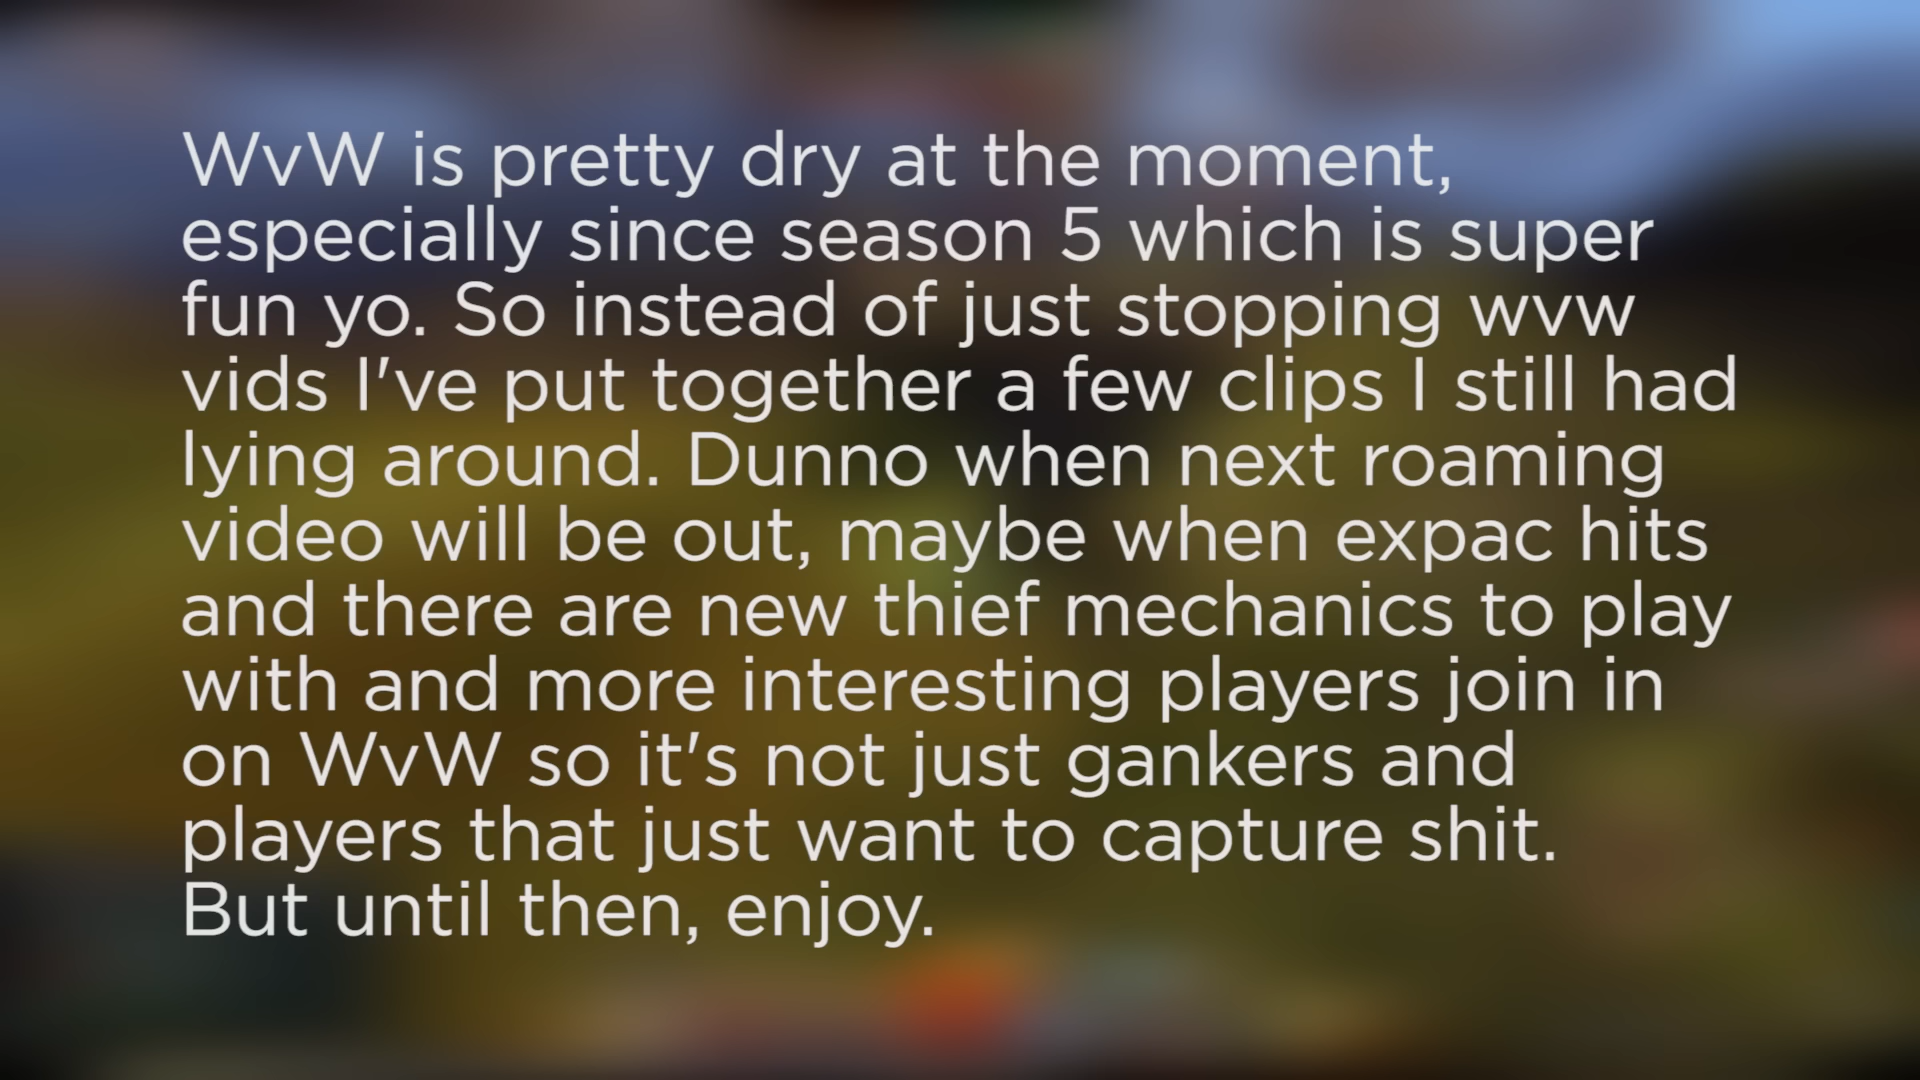 WvW is pretty dry at the moment,
especially since season 5 which is super
fun yo. So instead of just stopping wvw
vids I've put together a few clips I still had
lying around. Dunno when next roaming
video will be out, maybe when expac hits
and there are new thief mechanics to play
with and more interesting players join in
on WvW so it's not just gankers and
players that just want to capture shit.
But until then, enjoy.